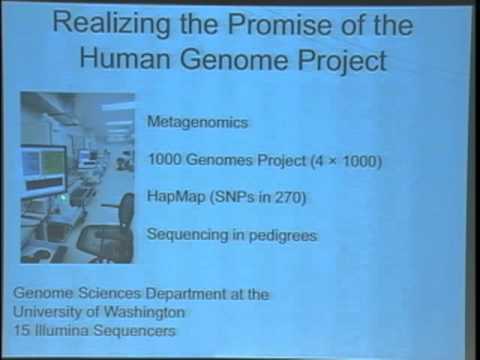 Realizing the Promise of the
Human Genome Project
Metagenomics
1000 Genomes Project (4 × 1000)
HapMap (SNPs in 270)
Sequencing in pedigrees
Genome Sciences Department at the
University of Washington
15 Illumina Sequencers